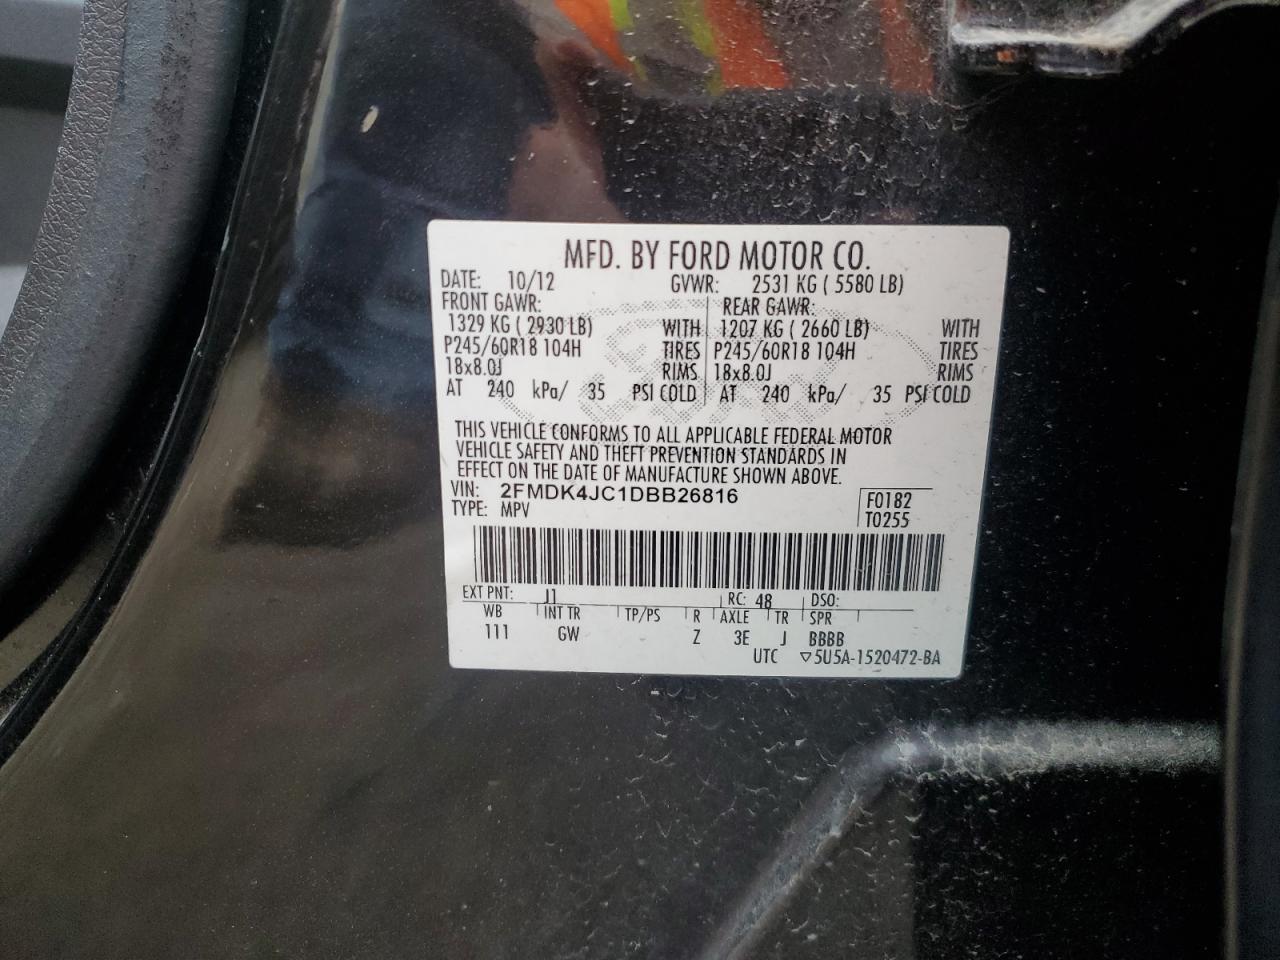 MFD. BY FORD MOTOR CO.
DATE: 10/12 GVWR: 2531 KG ( 5580 LB)
FRONT GAWR: REAR GAWR:
1329 KG ( 2930 LB) WITH 1207 KG ( 2660 LB) WITH
P245/60R18 104H TIRES P245/60R18 104H TIRES
18x8.0J RIMS 18x8.0J RIMS
AT 240 kPa/ 35 PSI COLD AT 240 kPa/ 35 PSI COLD
THIS VEHICLE CONFORMS TO ALL APPLICABLE FEDERAL MOTOR
VEHICLE SAFETY AND THEFT PREVENTION STANDARDS IN
EFFECT ON THE DATE OF MANUFACTURE SHOWN ABOVE.
VIN: 2FMDK4JC1DBB26816 F0182
TYPE: MPV T0255
EXT PNT: J1 RC: 48 DSO:
WB INT TR TP/PS R AXLE TR SPR
111 GW Z 3E J BBBB
UTC ▽5U5A-1520472-BA